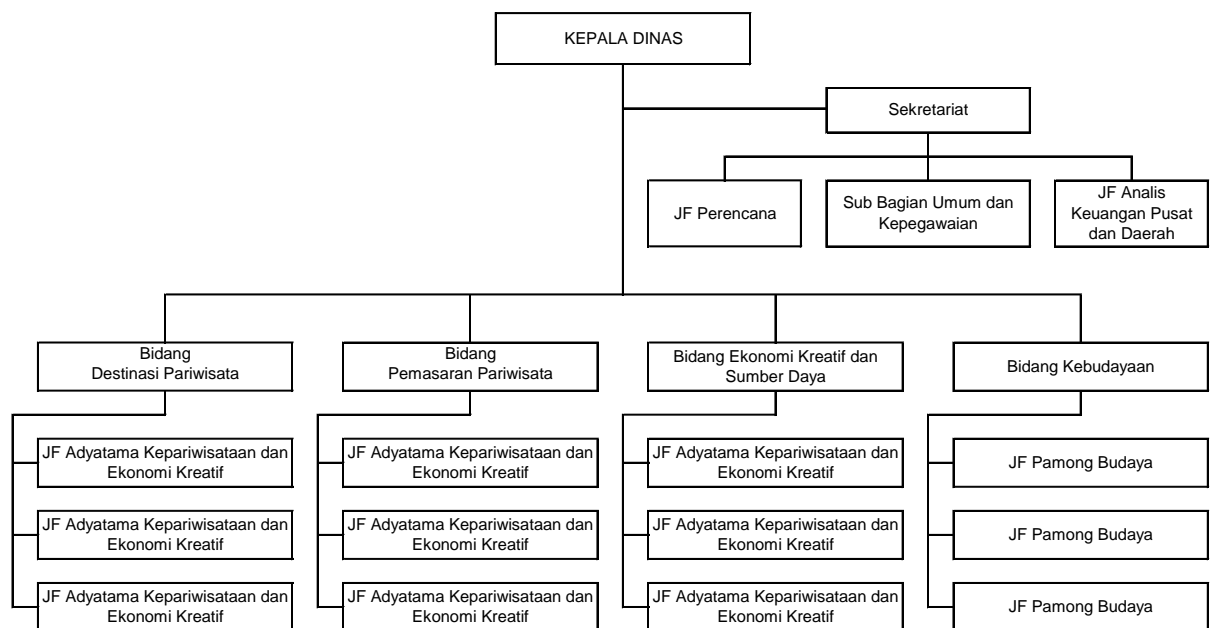 KEPALA DINAS
Sekretariat
JF Perencana
Sub Bagian Umum dan
Kepegawaian
JF Analis
Keuangan Pusat
dan Daerah
Bidang
Destinasi Pariwisata
Bidang
Pemasaran Pariwisata
Bidang Ekonomi Kreatif dan
Sumber Daya
Bidang Kebudayaan
JF Adyatama Kepariwisataan dan
Ekonomi Kreatif
JF Adyatama Kepariwisataan dan
Ekonomi Kreatif
JF Adyatama Kepariwisataan dan
Ekonomi Kreatif
JF Pamong Budaya
JF Adyatama Kepariwisataan dan
Ekonomi Kreatif
JF Adyatama Kepariwisataan dan
Ekonomi Kreatif
JF Adyatama Kepariwisataan dan
Ekonomi Kreatif
JF Pamong Budaya
JF Adyatama Kepariwisataan dan
Ekonomi Kreatif
JF Adyatama Kepariwisataan dan
Ekonomi Kreatif
JF Adyatama Kepariwisataan dan
Ekonomi Kreatif
JF Pamong Budaya